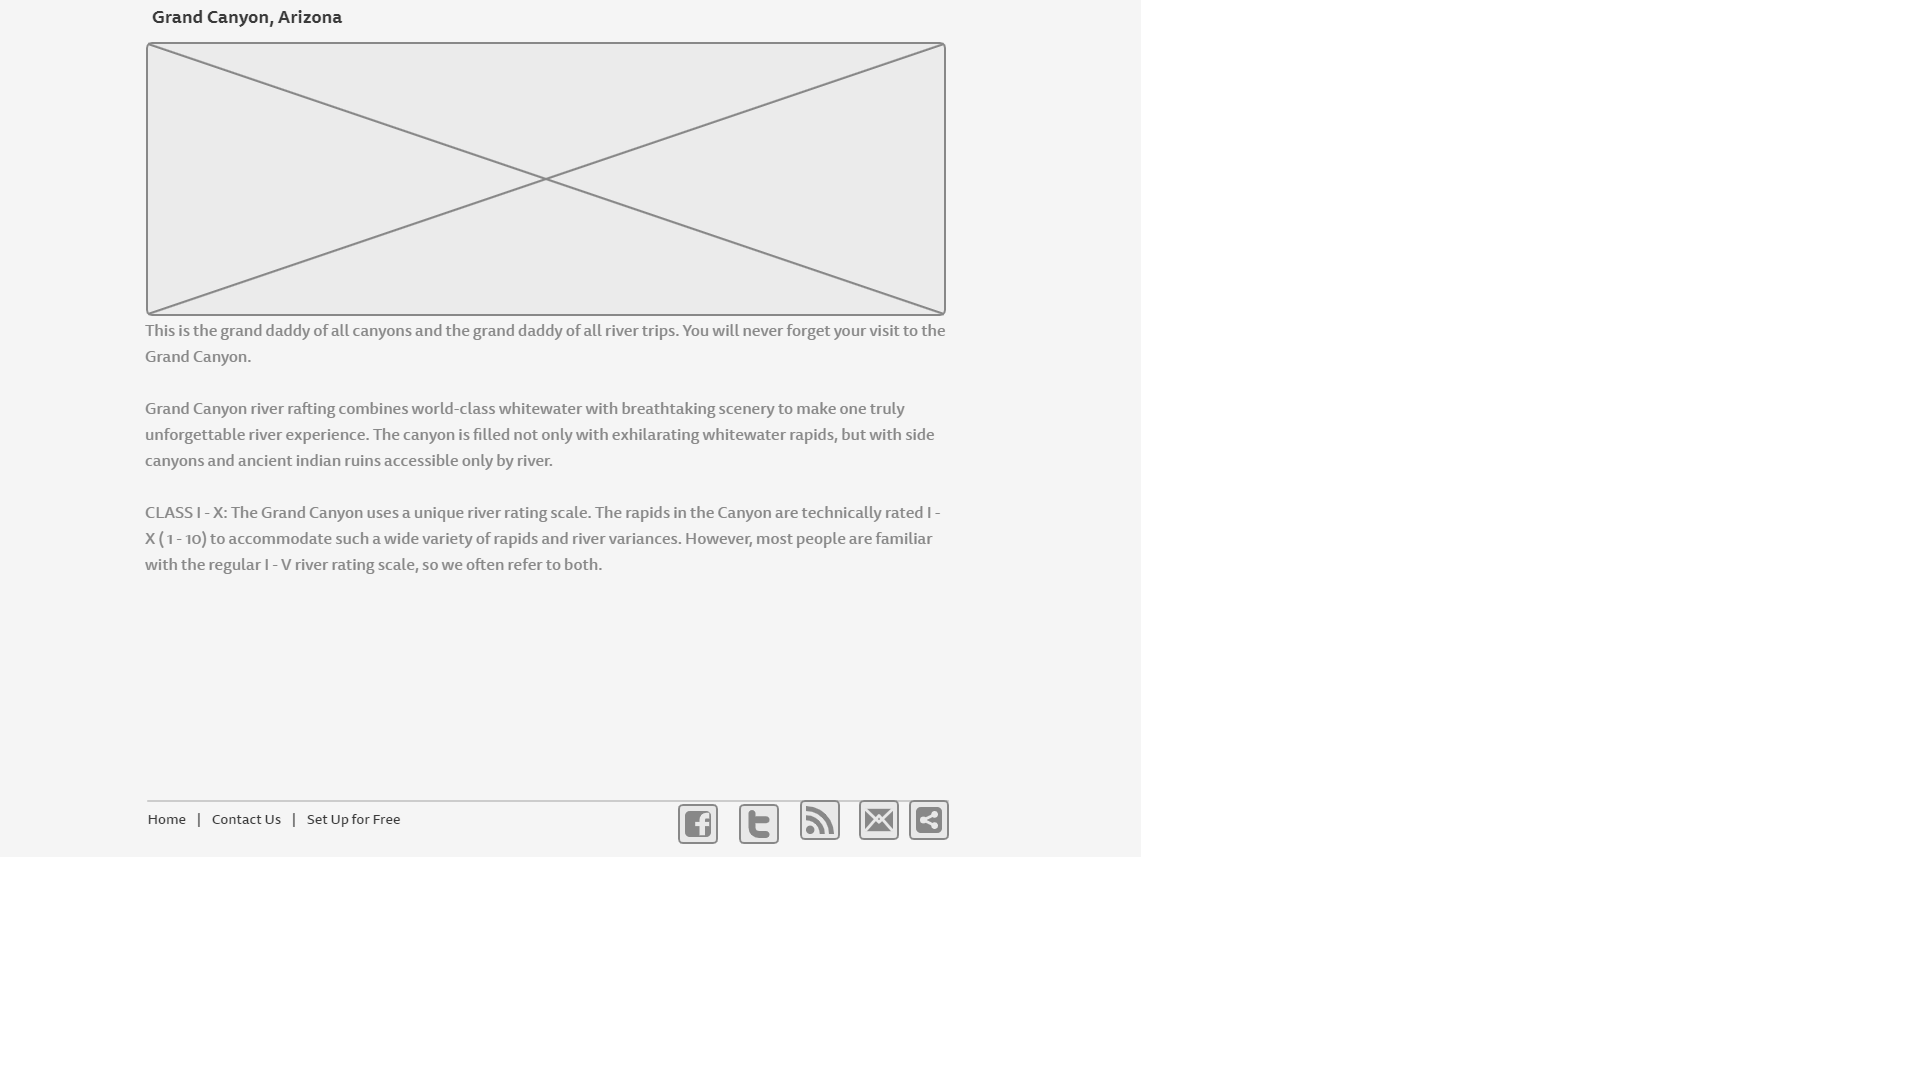 Grand Canyon, Arizona
This is the grand daddy of all canyons and the grand daddy of all river trips. You will never forget your visit to the
Grand Canyon.
Grand Canyon river rafting combines world-class whitewater with breathtaking scenery to make one truly
unforgettable river experience. The canyon is filled not only with exhilarating whitewater rapids, but with side
canyons and ancient indian ruins accessible only by river.
CLASS I - X: The Grand Canyon uses a unique river rating scale. The rapids in the Canyon are technically rated I -
X ( 1 - 10) to accommodate such a wide variety of rapids and river variances. However, most people are familiar
with the regular I - V river rating scale, so we often refer to both.
Home | Contact Us | Set Up for Free